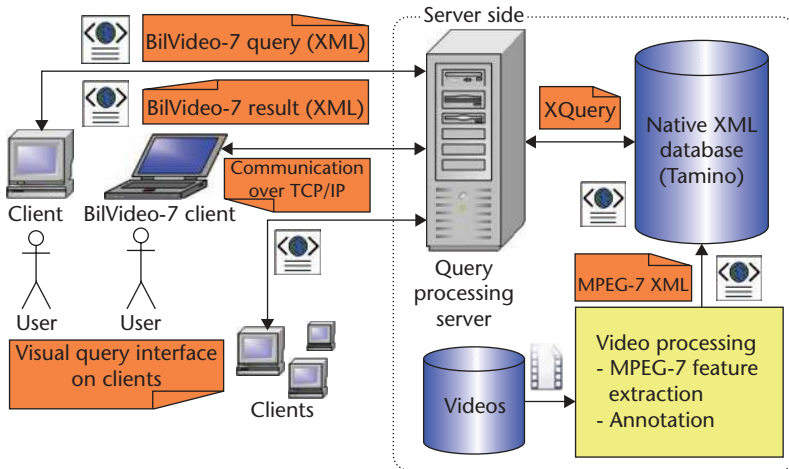 Server side
BilVideo-7 query (XML)
BilVideo-7 result (XML)
XQuery
Native XML
database
(Tamino)
Communication
over TCP/IP
Client
BilVideo-7 client
User
User
Query
processing
server
MPEG-7 XML
Visual query interface
on clients
Clients
Videos
Video processing
- MPEG-7 feature
extraction
- Annotation